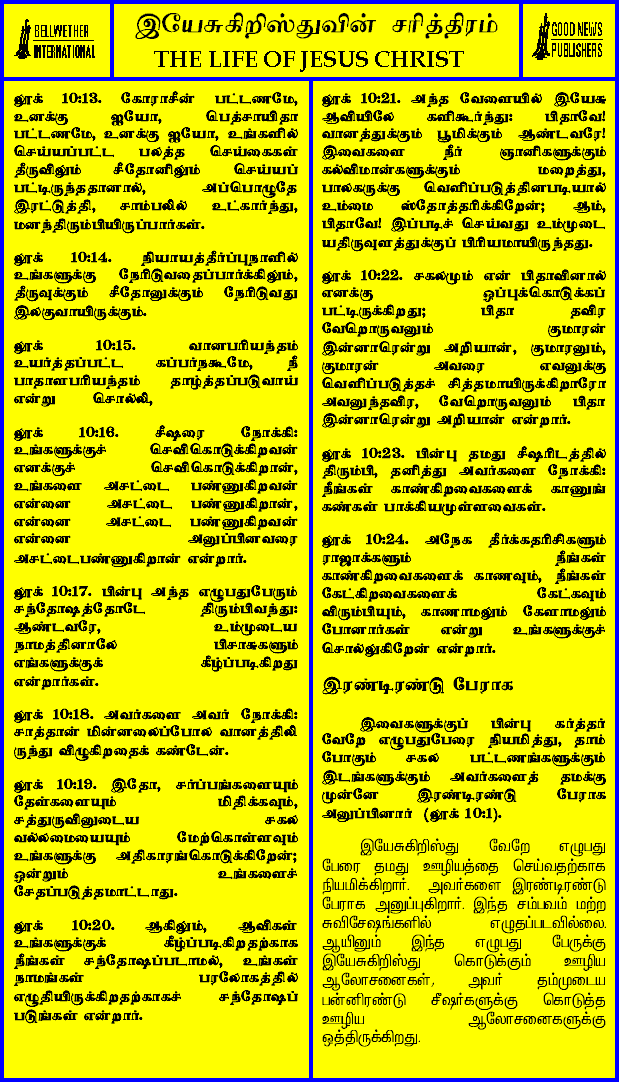 BELLWETHER
INTERNATIONAL
இயேசுகிறிஸ்துவின் சரித்திரம்
THE LIFE OF JESUS CHRIST
GOOD NEWS
PUBLISHERS
லூக் 10:13. கோராசீன் பட்டணமே,
உனக்கு ஐயோ, பெத்சாயிதா
பட்டணமே, உனக்கு ஐயோ, உங்களில்
செய்யப்பட்ட பலத்த செய்கைகள்
தீருவிலும் சீதோனிலும் செய்யப்
பட்டிருந்ததானால், அப்பொழுதே
இரட்டுத்தி, சாம்பலில் உட்கார்ந்து,
மனந்திரும்பியிருப்பார்கள்.
லூக் 10:14. நியாயத்தீர்ப்புநாளில்
உங்களுக்கு நேரிடுவதைப்பார்க்கிலும்,
தீருவுக்கும் சீதோனுக்கும் நேரிடுவது
இலகுவாயிருக்கும்.
லூக் 10:15. வானபரியந்தம்
உயர்த்தப்பட்ட கப்பர்நகூமே, நீ
பாதாளபரியந்தம் தாழ்த்தப்படுவாய்
என்று சொல்லி,
லூக் 10:16. சீஷரை நோக்கி:
உங்களுக்குச் செவிகொடுக்கிறவன்
எனக்குச் செவிகொடுக்கிறான்,
உங்களை அசட்டை பண்ணுகிறவன்
என்னை அசட்டை பண்ணுகிறான்,
என்னை அசட்டை பண்ணுகிறவன்
என்னை அனுப்பினவரை
அசட்டைபண்ணுகிறான் என்றார்.
லூக் 10:17. பின்பு அந்த எழுபதுபேரும்
சந்தோஷத்தோடே திரும்பிவந்து:
ஆண்டவரே, உம்முடைய
நாமத்தினாலே பிசாசுகளும்
எங்களுக்குக் கீழ்ப்படிகிறது
என்றார்கள்.
லூக் 10:18. அவர்களை அவர் நோக்கி:
சாத்தான் மின்னலைப்போல வானத்திலி
ருந்து விழுகிறதைக் கண்டேன்.
லூக் 10:19. இதோ, சர்ப்பங்களையும்
தேள்களையும் மிதிக்கவும்,
சத்துருவினுடைய சகல
வல்லமையையும் மேற்கொள்ளவும்
உங்களுக்கு அதிகாரங்கொடுக்கிறேன்;
ஒன்றும் உங்களைச்
சேதப்படுத்தமாட்டாது.
லூக் 10:20. ஆகிலும், ஆவிகள்
உங்களுக்குக் கீழ்ப்படிகிறதற்காக
நீங்கள் சந்தோஷப்படாமல், உங்கள்
நாமங்கள் பரலோகத்தில்
எழுதியிருக்கிறதற்காகச் சந்தோஷப்
படுங்கள் என்றார்.
லூக் 10:21. அந்த வேளையில் இயேசு
ஆவியிலே களிகூர்ந்து: பிதாவே!
வானத்துக்கும் பூமிக்கும் ஆண்டவரே!
இவைகளை நீர் ஞானிகளுக்கும்
கல்விமான்களுக்கும் மறைத்து,
பாலகருக்கு வெளிப்படுத்தினபடியால்
உம்மை ஸ்தோத்தரிக்கிறேன்; ஆம்,
பிதாவே! இப்படிச் செய்வது உம்முடை
யதிருவுளத்துக்குப் பிரியமாயிருந்தது.
லூக் 10:22. சகலமும் என் பிதாவினால்
எனக்கு ஒப்புக்கொடுக்கப்
பட்டிருக்கிறது; பிதா தவிர
வேறொருவனும் குமாரன்
இன்னாரென்று அறியான், குமாரனும்,
குமாரன் அவரை எவனுக்கு
வெளிப்படுத்தச் சித்தமாயிருக்கிறாரோ
அவனுந்தவிர, வேறொருவனும் பிதா
இன்னாரென்று அறியான் என்றார்.
லூக் 10:23. பின்பு தமது சீஷரிடத்தில்
திரும்பி, தனித்து அவர்களை நோக்கி:
நீங்கள் காண்கிறவைகளைக் காணுங்
கண்கள் பாக்கியமுள்ளவைகள்.
லூக் 10:24. அநேக தீர்க்கதரிசிகளும்
ராஜாக்களும் நீங்கள்
காண்கிறவைகளைக் காணவும், நீங்கள்
கேட்கிறவைகளைக் கேட்கவும்
விரும்பியும், காணாமலும் கேளாமலும்
போனார்கள் என்று உங்களுக்குச்
சொல்லுகிறேன் என்றார்.
இரண்டிரண்டு பேராக
இவைகளுக்குப் பின்பு கர்த்தர்
வேறே எழுபதுபேரை நியமித்து, தாம்
போகும் சகல பட்டணங்களுக்கும்
இடங்களுக்கும் அவர்களைத் தமக்கு
முன்னே இரண்டிரண்டு பேராக
அனுப்பினார் (லூக் 10:1).
இயேசுகிறிஸ்து வேறே எழுபது
பேரை தமது ஊழியத்தை செய்வதற்காக
நியமிக்கிறார். அவர்களை இரண்டிரண்டு
பேராக அனுப்புகிறார். இந்த சம்பவம் மற்ற
சுவிசேஷங்களில் எழுதப்படவில்லை.
ஆயினும் இந்த எழுபது பேருக்கு
இயேசுகிறிஸ்து கொடுக்கும் ஊழிய
ஆலோசனைகள், அவர் தம்முடைய
பன்னிரண்டு சீஷர்களுக்கு கொடுத்த
ஊழிய ஆலோசனைகளுக்கு
ஒத்திருக்கிறது.